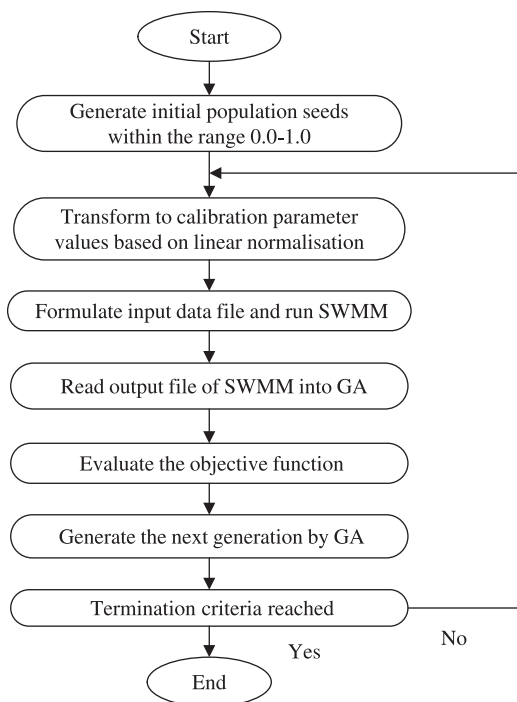 Start
Generate initial population seeds
within the range 0.0-1.0
Transform to calibration parameter
values based on linear normalisation
Formulate input data file and run SWMM
Read output file of SWMM into GA
Evaluate the objective function
Generate the next generation by GA
Termination criteria reached
Yes
No
End